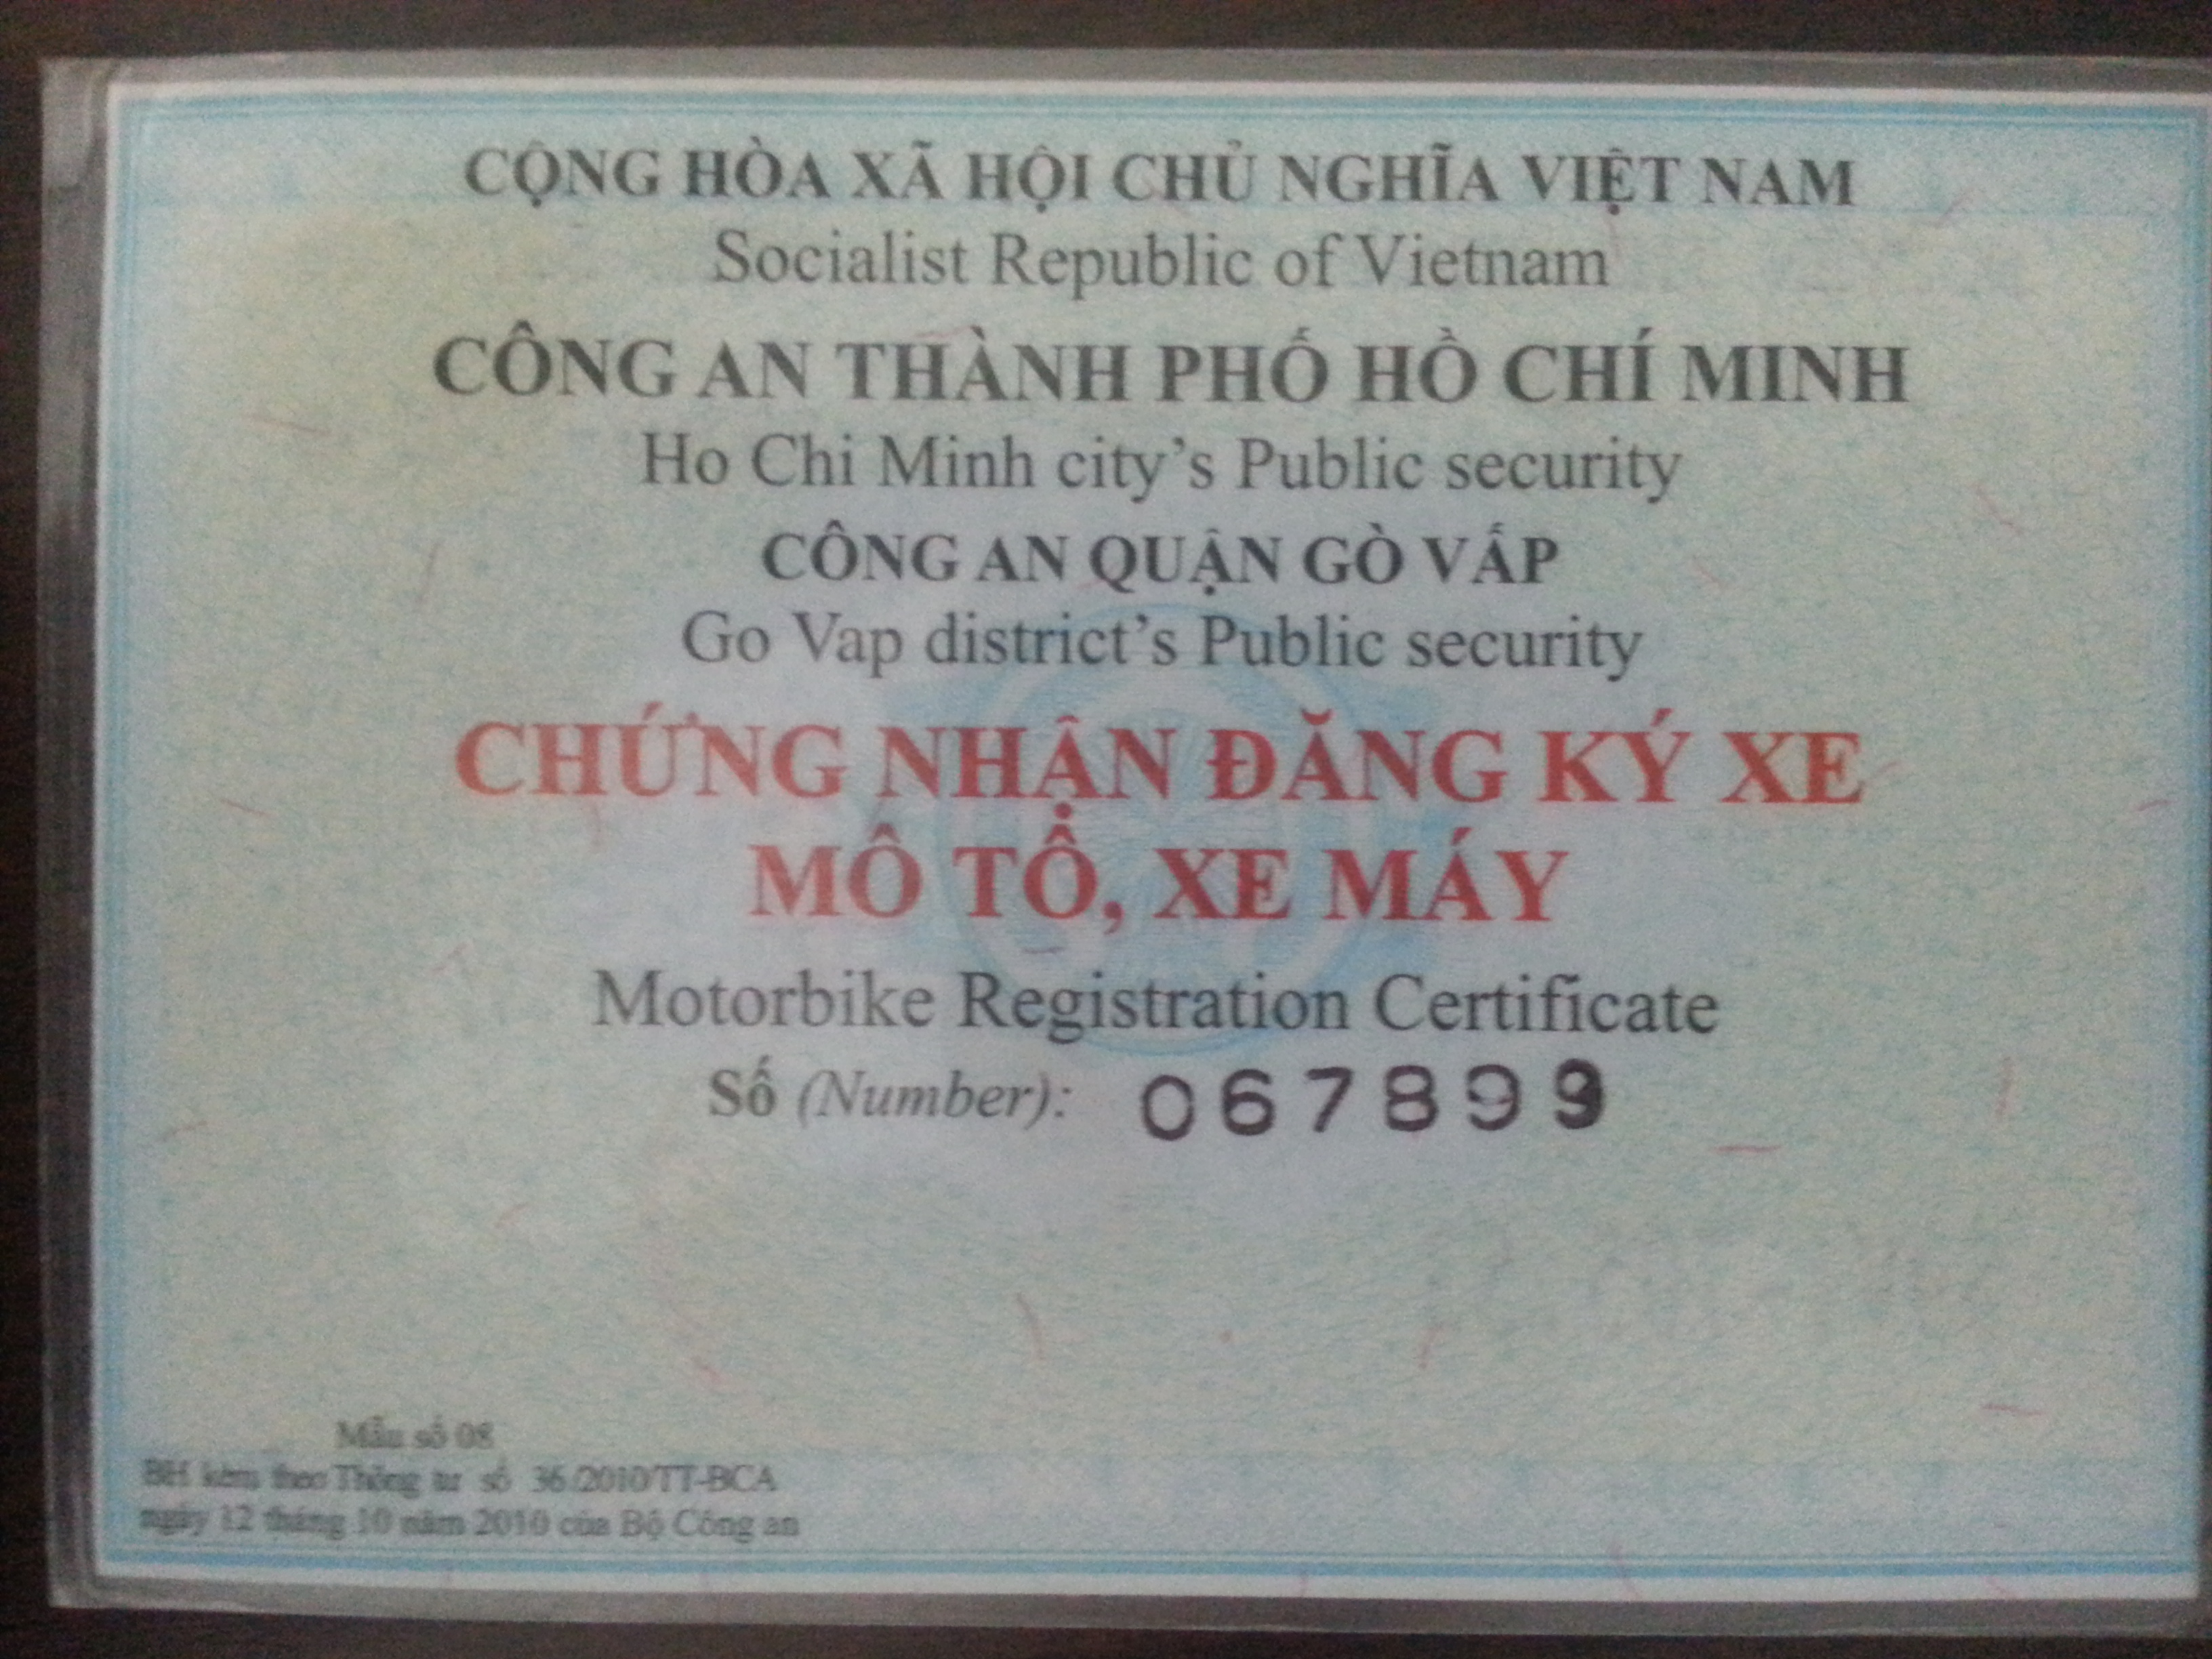 CỘNG HÒA XÃ HỘI CHỦ NGHĨA VIỆT NAM
Socialist Republic of Vietnam
CÔNG AN THÀNH PHỐ HỒ CHÍ MINH
Ho Chi Minh city's Public security
CÔNG AN QUẬN GÒ VẤP
Go Vap district's Public security
CHỨNG NHẬN ĐĂNG KÝ XE
MÔ TÔ, XE MÁY
Motorbike Registration Certificate
Số (Number): 067899
Mẫu số 08
BH kèm theo Thông tư số 36/2010/TT-BCA
ngày 12 tháng 10 năm 2010 của Bộ Công an